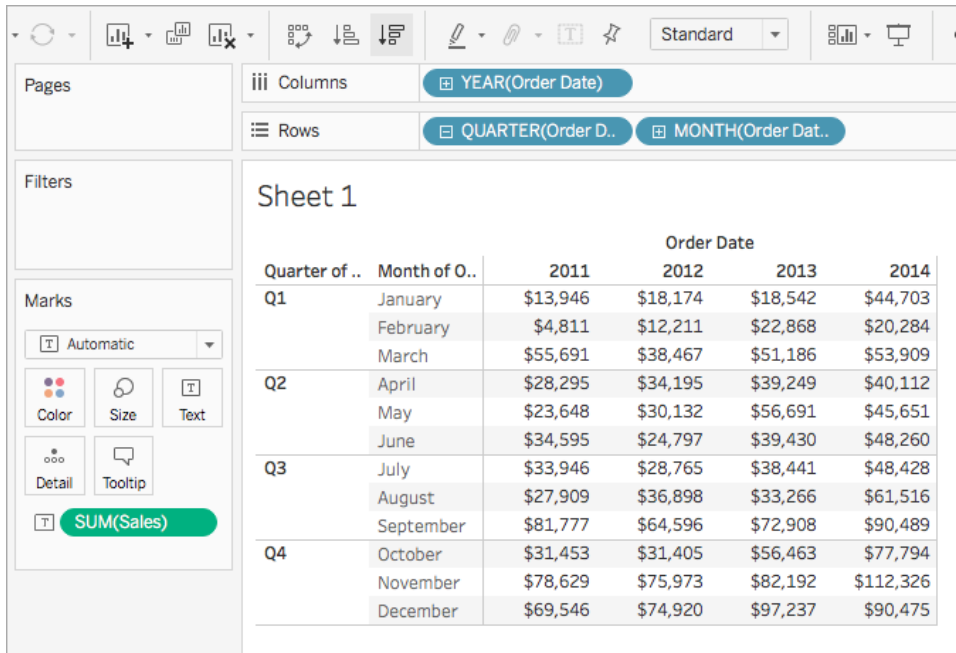 Standard
Pages
Columns
YEAR(Order Date)
Rows
QUARTER(Order D..
MONTH(Order Dat..
Filters
Marks
T Automatic
Color
Size
T
Text
Detail
Tooltip
T SUM(Sales)
Sheet 1
Order Date
Quarter of .. Month of O.. 2011 2012 2013 2014
Q1 January $13,946 $18,174 $18,542 $44,703
February $4,811 $12,211 $22,868 $20,284
March $55,691 $38,467 $51,186 $53,909
Q2 April $28,295 $34,195 $39,249 $40,112
May $23,648 $30,132 $56,691 $45,651
June $34,595 $24,797 $39,430 $48,260
Q3 July $33,946 $28,765 $38,441 $48,428
August $27,909 $36,898 $33,266 $61,516
September $81,777 $64,596 $72,908 $90,489
Q4 October $31,453 $31,405 $56,463 $77,794
November $78,629 $75,973 $82,192 $112,326
December $69,546 $74,920 $97,237 $90,475